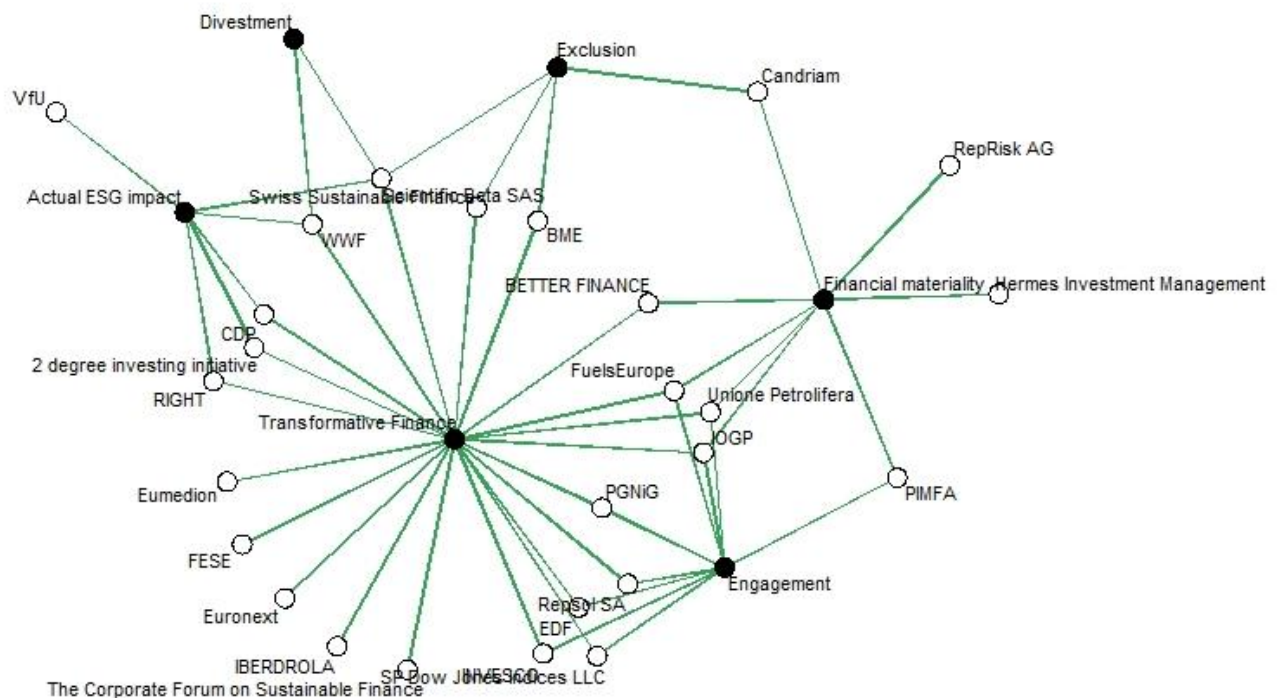 Divestment
Exclusion
Candriam
VfU
RepRisk AG
Actual ESG impact
Swiss Sustainable Finance
Scientific Beta SAS
WWF
BME
BETTER FINANCE
Financial materiality
Hermes Investment Management
CDP
2 degree investing initiative
RIGHT
FuelsEurope
Unione Petrolifera
Transformative Finance
IOGP
Eumedion
PGNiG
PIMFA
FESE
Engagement
Euronext
Repsol SA
EDF
IBERDROLA
SP Dow Jones Indices LLC
INVESCO
The Corporate Forum on Sustainable Finance